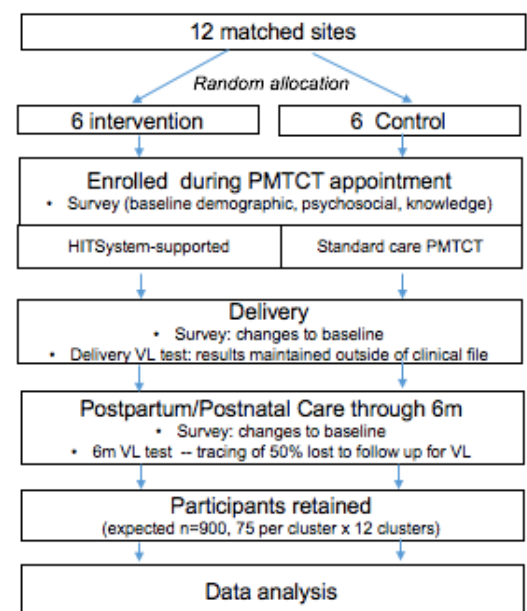 12 matched sites
Random allocation
6 intervention
6 Control
Enrolled during PMTCT appointment
• Survey (baseline demographic, psychosocial, knowledge)
HITSystem-supported
Standard care PMTCT
Delivery
• Survey: changes to baseline
• Delivery VL test: results maintained outside of clinical file
Postpartum/Postnatal Care through 6m
• Survey: changes to baseline
• 6m VL test -- tracing of 50% lost to follow up for VL
Participants retained
(expected n=900, 75 per cluster x 12 clusters)
Data analysis